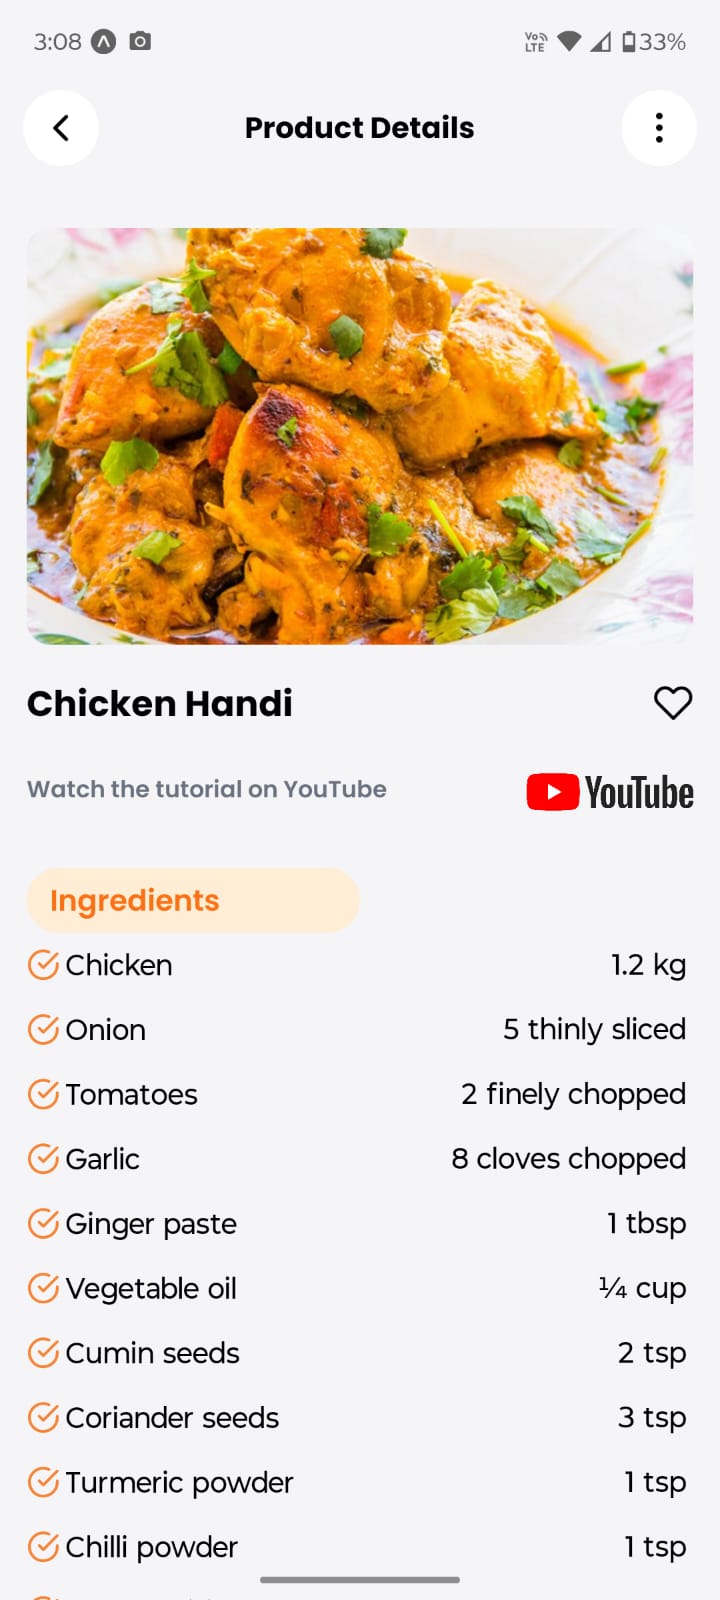 3:08
Vo)) LTE 33%
Product Details
Chicken Handi
Watch the tutorial on YouTube
YouTube
Ingredients
Chicken 1.2 kg
Onion 5 thinly sliced
Tomatoes 2 finely chopped
Garlic 8 cloves chopped
Ginger paste 1 tbsp
Vegetable oil ¼ cup
Cumin seeds 2 tsp
Coriander seeds 3 tsp
Turmeric powder 1 tsp
Chilli powder 1 tsp